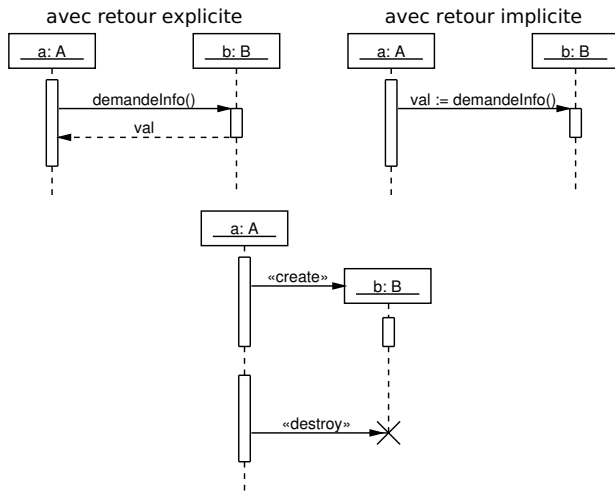 avec retour explicite
avec retour implicite
a: A
b: B
a: A
b: B
demandeInfo()
val := demandeInfo()
val
a: A
«create»
b: B
«destroy»